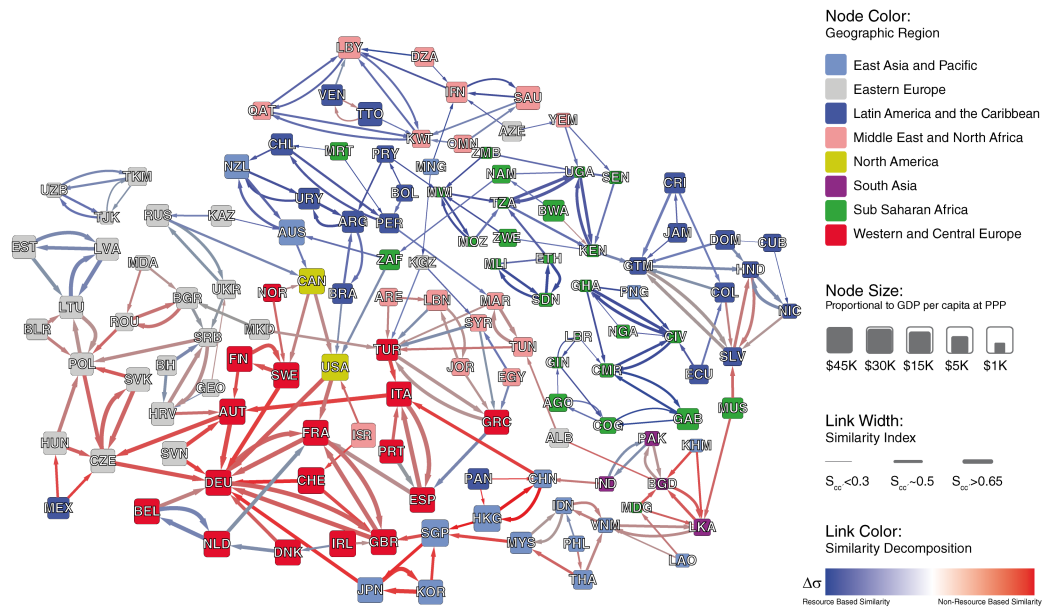 LBY
DZA
VEN
IRN
SAU
QAT
TTO
KWT
AZE
YEM
OMN
CHL
MRT
PRY
ZMB
NZL
MNG
NAM
UGA
SEN
TKM
UZB
URY
BOL
MWI
TZA
BWA
CRI
TJK
RUS
KAZ
ARG
PER
AUS
MOZ
ZWE
KEN
JAM
DOM
CUB
EST
LVA
MDA
ZAF
KGZ
MLI
ETH
GTM
HND
UKR
CAN
NOR
BRA
ARE
LBN
MAR
SDN
GHA
PNG
COL
NIC
LTU
BGR
ROU
BLR
SRB
MKD
SYR
NGA
LBR
CIV
POL
BIH
FIN
USA
TUR
TUN
JOR
EGY
GIN
CMR
ECU
SLV
SVK
GEO
SWE
HRV
AUT
ITA
GRC
AGO
COG
GAB
MUS
HUN
CZE
SVN
FRA
ISR
PRT
ALB
PAK
KHM
DEU
CHE
ESP
PAN
CHN
IND
BGD
MEX
BEL
HKG
IDN
MDG
VNM
LKA
NLD
DNK
IRL
GBR
SGP
MYS
PHL
LAO
JPN
KOR
THA
Node Color:
Geographic Region
East Asia and Pacific
Eastern Europe
Latin America and the Caribbean
Middle East and North Africa
North America
South Asia
Sub Saharan Africa
Western and Central Europe
Node Size:
Proportional to GDP per capita at PPP
$45K $30K $15K $5K $1K
Link Width:
Similarity Index
Scc<0.3 Scc~0.5 Scc>0.65
Link Color:
Similarity Decomposition
Δσ
Resource Based Similarity Non-Resource Based Similarity